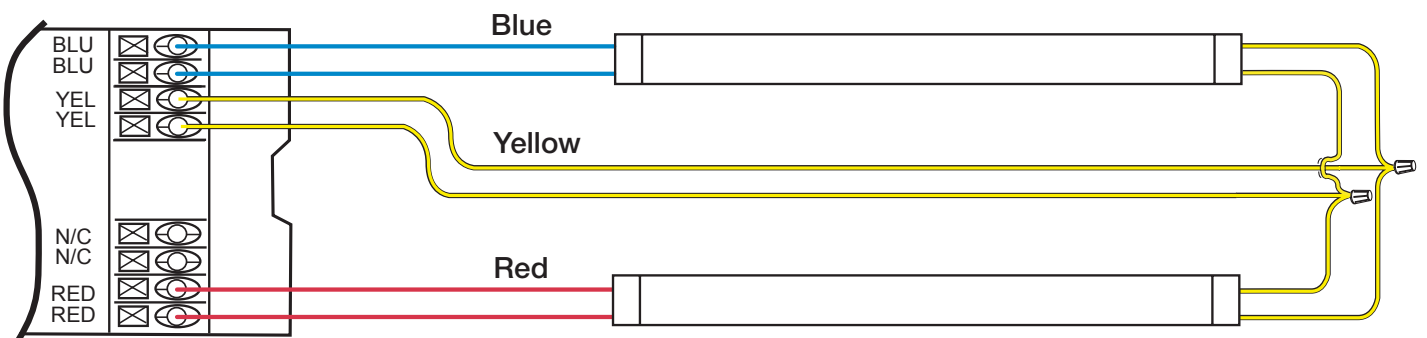 Blue
BLU
BLU
YEL
YEL
Yellow
N/C
N/C
Red
RED
RED